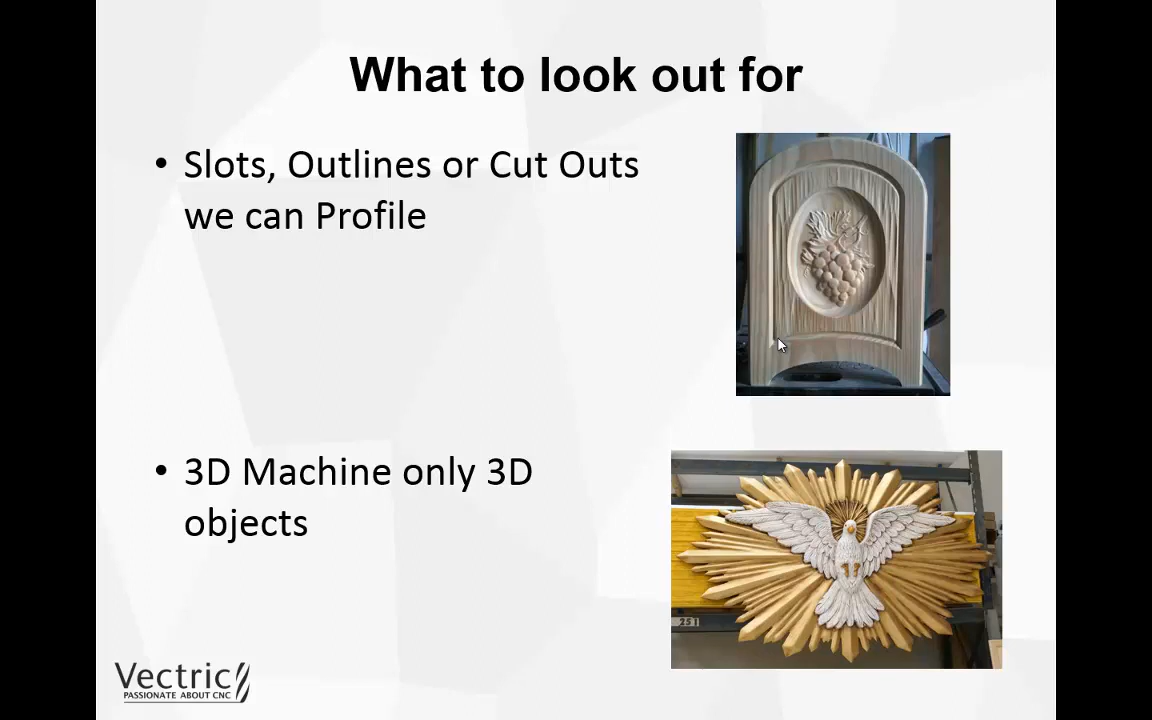 What to look out for
• Slots, Outlines or Cut Outs
we can Profile
• 3D Machine only 3D
objects
251
Vectric
PASSIONATE ABOUT CNC